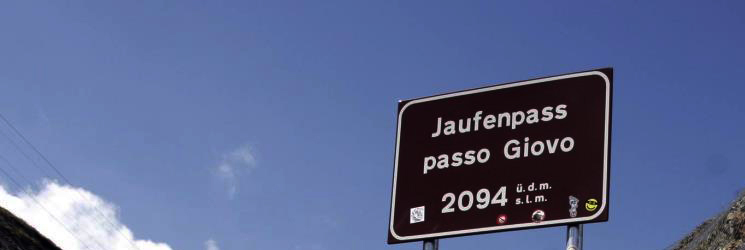 Jaufenpass
passo Giovo
2094 ü.d.m.
s.l.m.